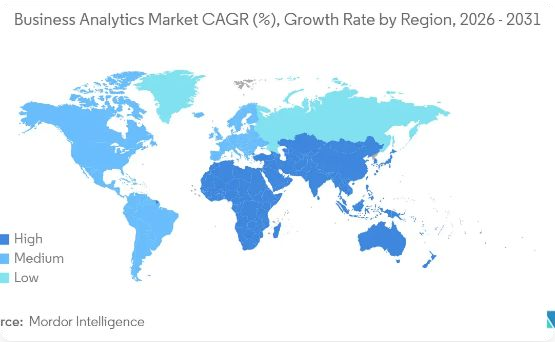 Business Analytics Market CAGR (%), Growth Rate by Region, 2026 - 2031
High
Medium
Low
rce: Mordor Intelligence